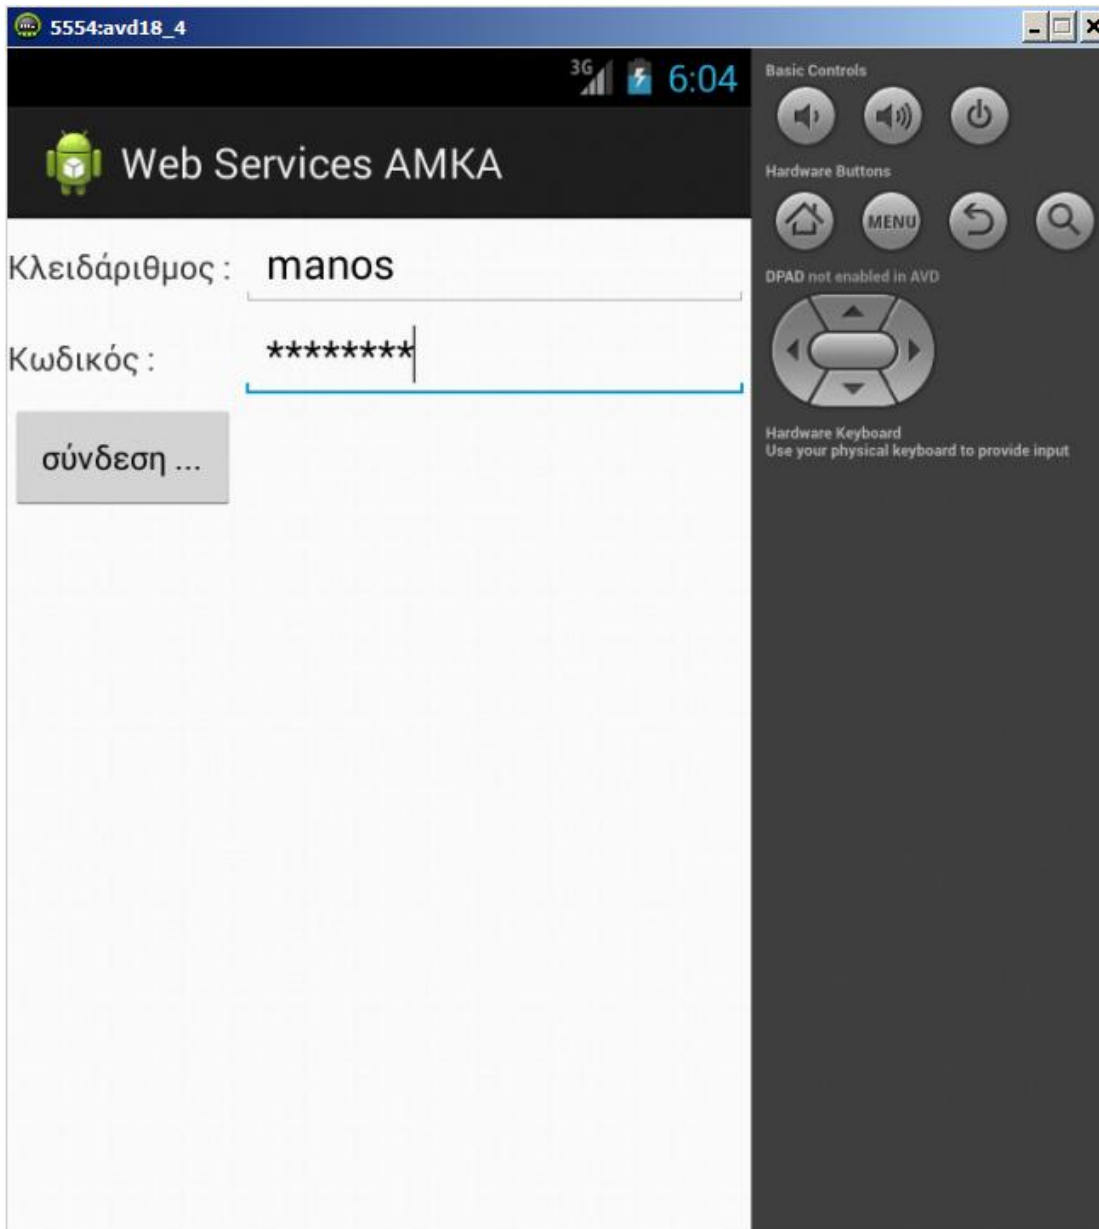 5554:avd18_4
3G 6:04
Web Services AMKA
Κλειδάριθμος : manos
Κωδικός : ********
σύνδεση ...
Basic Controls
Hardware Buttons
MENU
DPAD not enabled in AVD
Hardware Keyboard
Use your physical keyboard to provide input